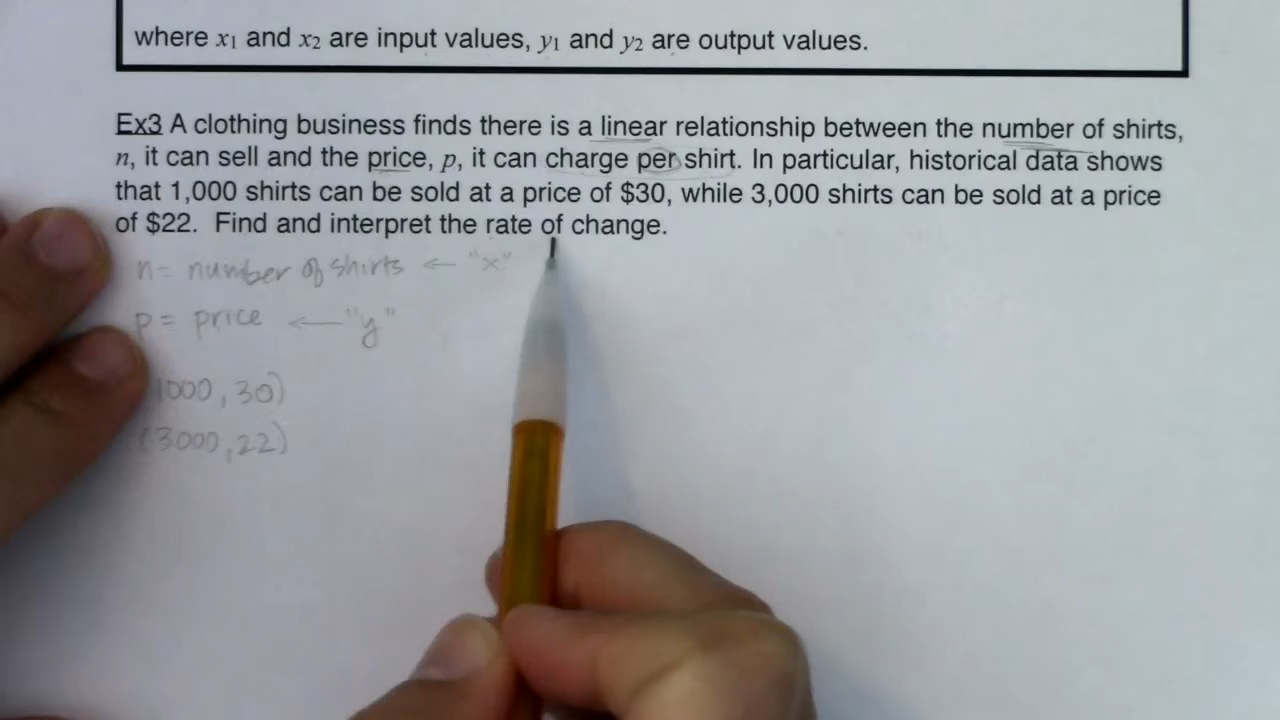 where x1 and x2 are input values, y1 and y2 are output values.
Ex3 A clothing business finds there is a linear relationship between the number of shirts,
n, it can sell and the price, p, it can charge per shirt. In particular, historical data shows
that 1,000 shirts can be sold at a price of $30, while 3,000 shirts can be sold at a price
of $22. Find and interpret the rate of change.
n= number of shirts ← "x"
p= price ← "y"
1000, 30)
(3000, 22)